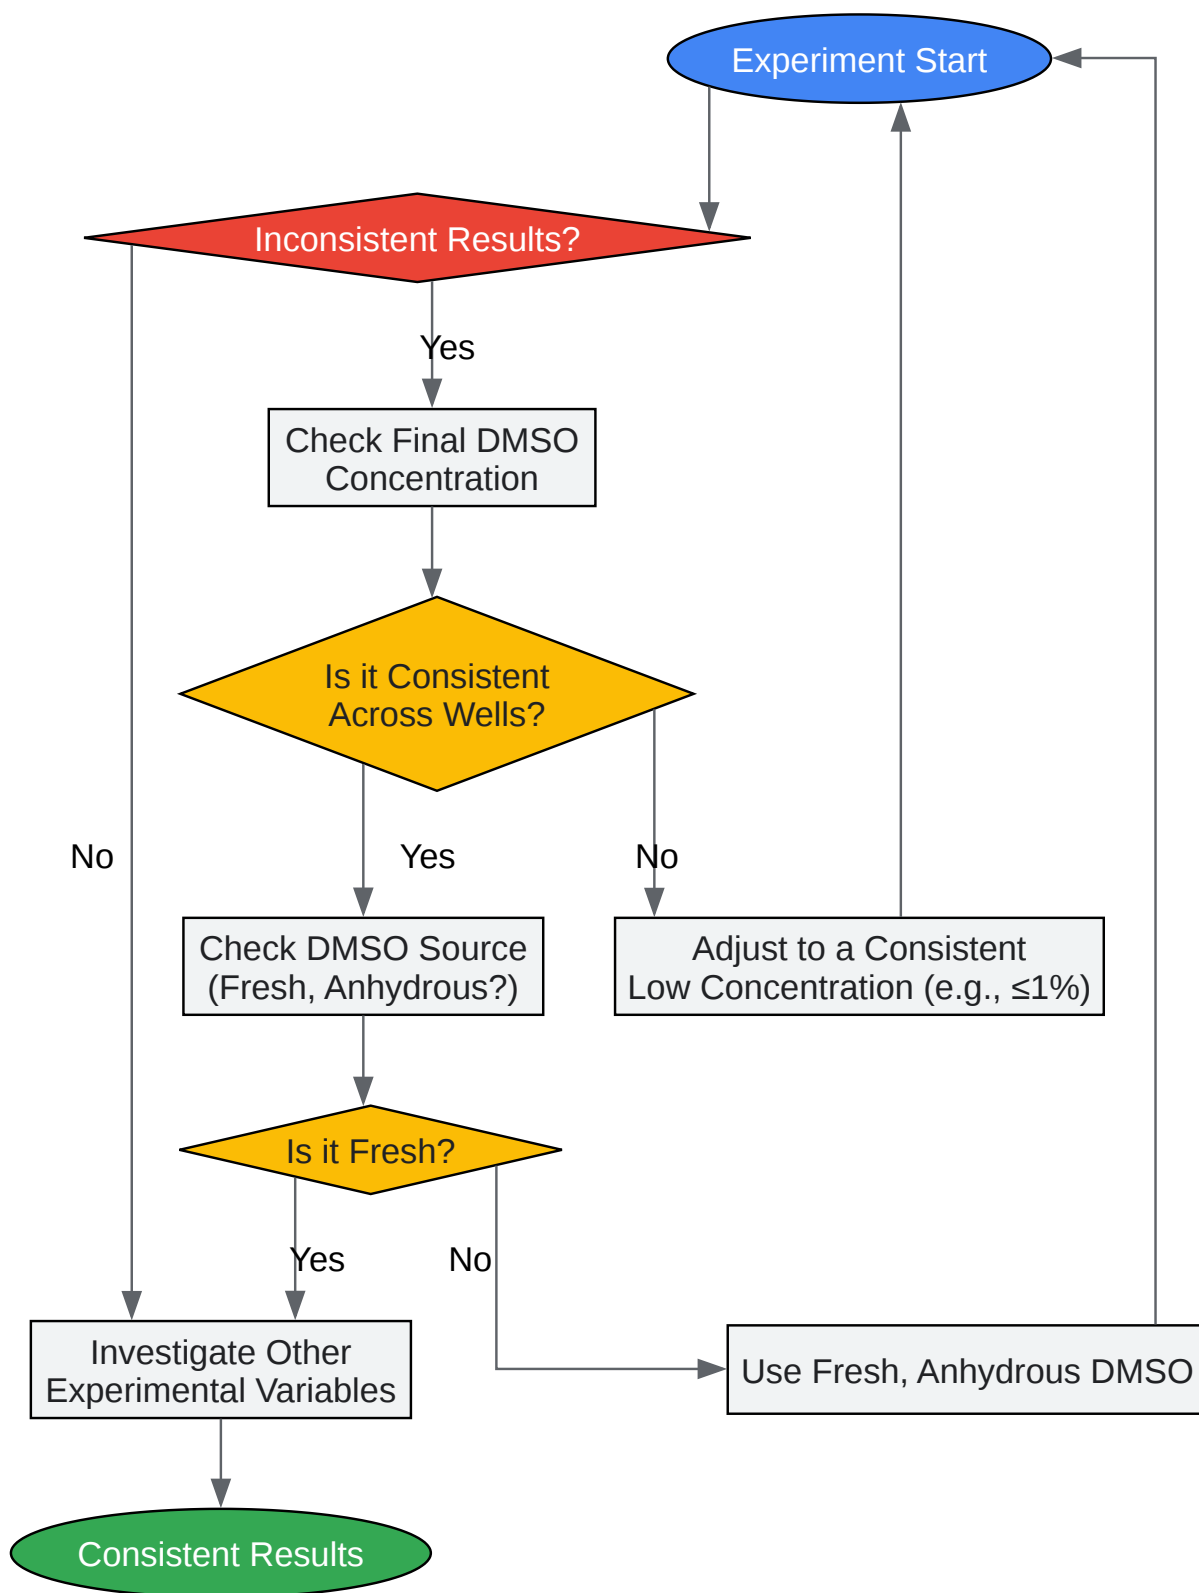 Experiment Start
Inconsistent Results?
Yes
Check Final DMSO
Concentration
Is it Consistent
Across Wells?
No
Yes
No
Check DMSO Source
(Fresh, Anhydrous?)
Adjust to a Consistent
Low Concentration (e.g., ≤1%)
Is it Fresh?
Yes
No
Investigate Other
Experimental Variables
Use Fresh, Anhydrous DMSO
Consistent Results